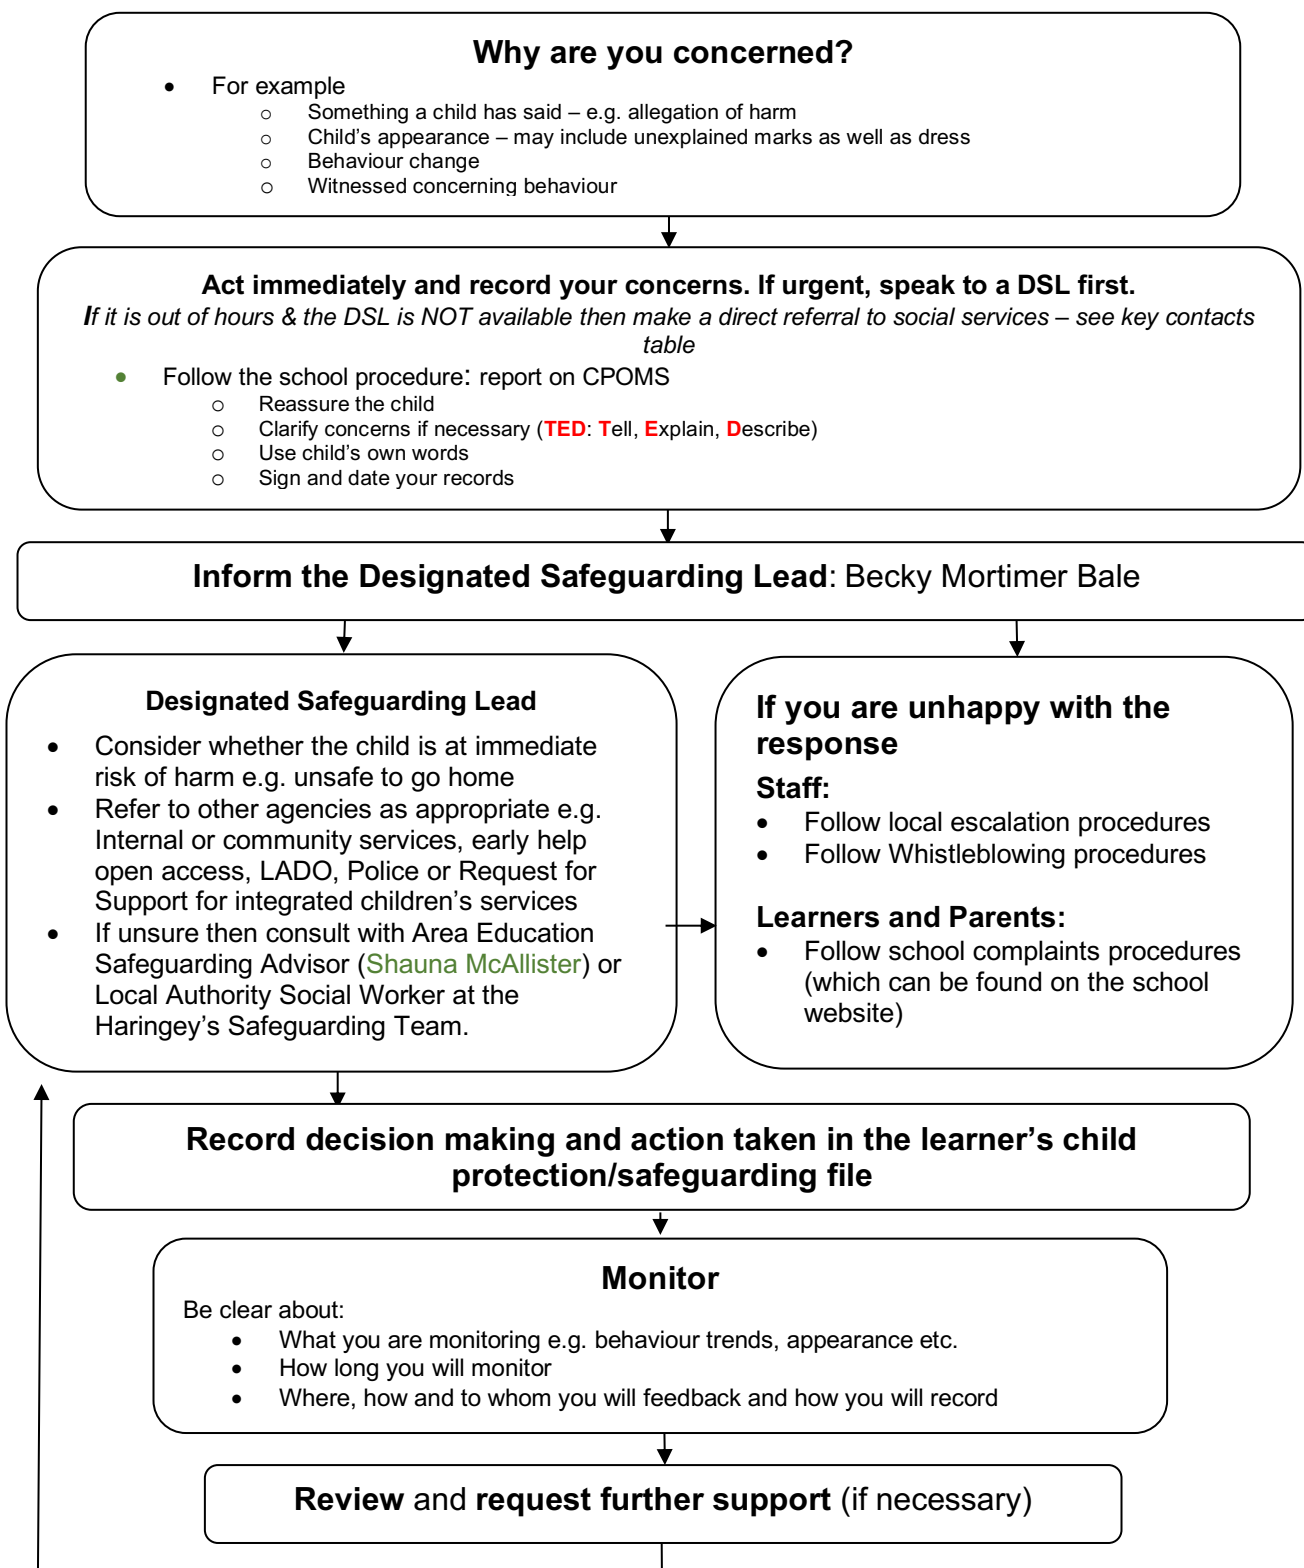 Why are you concerned?
• For example
o Something a child has said – e.g. allegation of harm
o Child's appearance – may include unexplained marks as well as dress
o Behaviour change
o Witnessed concerning behaviour
Act immediately and record your concerns. If urgent, speak to a DSL first.
If it is out of hours & the DSL is NOT available then make a direct referral to social services – see key contacts
table
• Follow the school procedure: report on CPOMS
o Reassure the child
o Clarify concerns if necessary (TED: Tell, Explain, Describe)
o Use child's own words
o Sign and date your records
Inform the Designated Safeguarding Lead: Becky Mortimer Bale
Designated Safeguarding Lead
• Consider whether the child is at immediate
risk of harm e.g. unsafe to go home
• Refer to other agencies as appropriate e.g.
Internal or community services, early help
open access, LADO, Police or Request for
Support for integrated children's services
• If unsure then consult with Area Education
Safeguarding Advisor (Shauna McAllister) or
Local Authority Social Worker at the
Haringey's Safeguarding Team.
If you are unhappy with the
response
Staff:
• Follow local escalation procedures
• Follow Whistleblowing procedures
Learners and Parents:
• Follow school complaints procedures
(which can be found on the school
website)
Record decision making and action taken in the learner's child
protection/safeguarding file
Monitor
Be clear about:
• What you are monitoring e.g. behaviour trends, appearance etc.
• How long you will monitor
• Where, how and to whom you will feedback and how you will record
Review and request further support (if necessary)